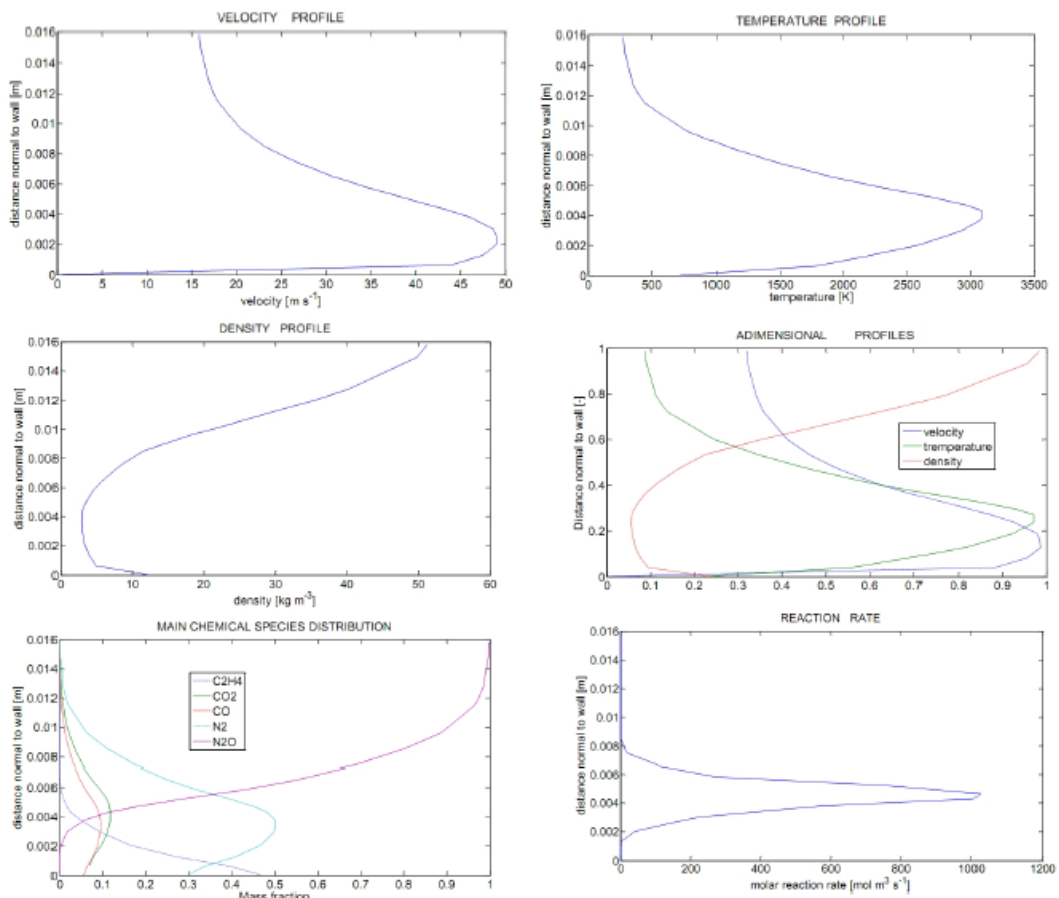 VELOCITY PROFILE
0.016
0.014
0.012
0.01
0.008
0.006
0.004
0.002
0
distance normal to wall [m]
0 5 10 15 20 25 30 35 40 45 50
velocity [m s-1]
TEMPERATURE PROFILE
0.016
0.014
0.012
0.01
0.008
0.006
0.004
0.002
0
distance normal to wall [m]
0 500 1000 1500 2000 2500 3000 3500
temperature [K]
DENSITY PROFILE
0.016
0.014
0.012
0.01
0.008
0.006
0.004
0.002
0
distance normal to wall [m]
0 10 20 30 40 50 60
density [kg m-3]
ADIMENSIONAL PROFILES
1
0.8
0.6
0.4
0.2
0
Distance normal to wall [-]
velocity
tremperature
density
0 0.1 0.2 0.3 0.4 0.5 0.6 0.7 0.8 0.9 1
MAIN CHEMICAL SPECIES DISTRIBUTION
0.016
0.014
0.012
0.01
0.008
0.006
0.004
0.002
0
distance normal to wall [m]
C2H4
CO2
CO
N2
N2O
0 0.1 0.2 0.3 0.4 0.5 0.6 0.7 0.8 0.9 1
Mass fraction
REACTION RATE
0.016
0.014
0.012
0.01
0.008
0.006
0.004
0.002
0
distance normal to wall [m]
0 200 400 600 800 1000 1200
molar reaction rate [mol m3 s-1]